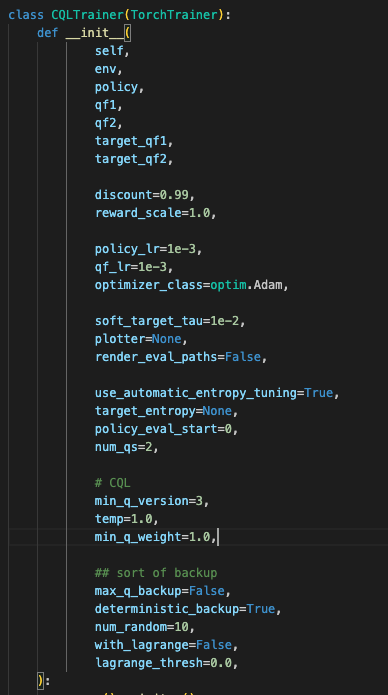 class CQLTrainer(TorchTrainer):
    def __init__(
            self,
            env,
            policy,
            qf1,
            qf2,
            target_qf1,
            target_qf2,

            discount=0.99,
            reward_scale=1.0,

            policy_lr=1e-3,
            qf_lr=1e-3,
            optimizer_class=optim.Adam,

            soft_target_tau=1e-2,
            plotter=None,
            render_eval_paths=False,

            use_automatic_entropy_tuning=True,
            target_entropy=None,
            policy_eval_start=0,
            num_qs=2,

            # CQL
            min_q_version=3,
            temp=1.0,
            min_q_weight=1.0,

            ## sort of backup
            max_q_backup=False,
            deterministic_backup=True,
            num_random=10,
            with_lagrange=False,
            lagrange_thresh=0.0,
    ):